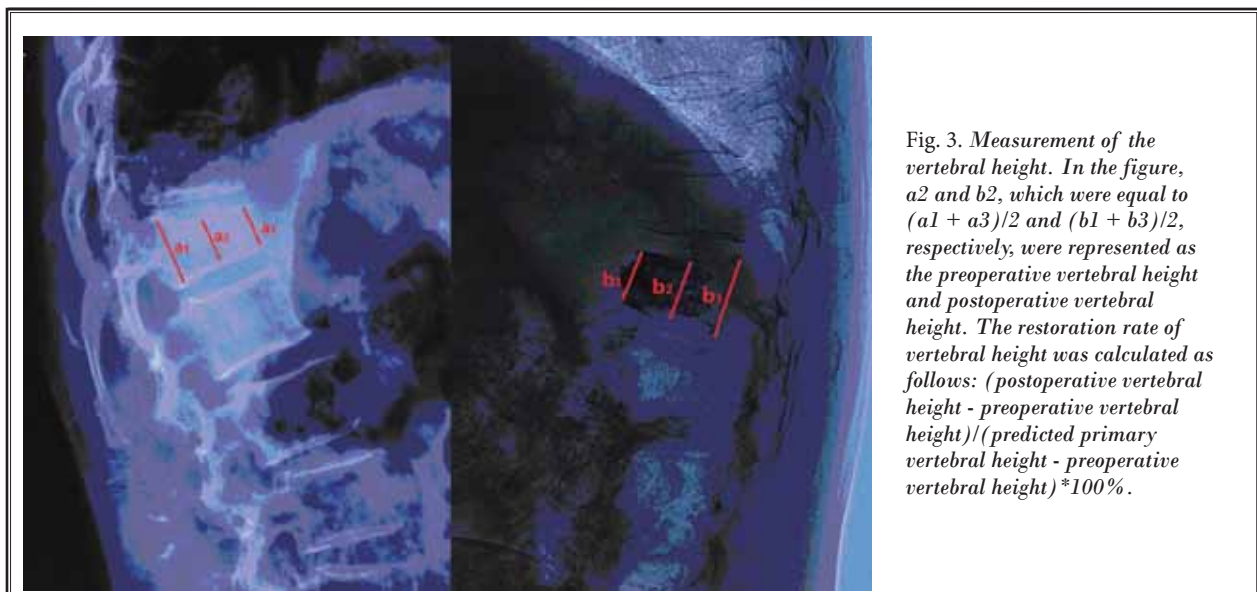 a1
a2
b2
Fig. 3. Measurement of the
vertebral height. In the figure,
a2 and b2, which were equal to
(a1 + a3)/2 and (b1 + b3)/2,
respectively, were represented as
the preoperative vertebral height
and postoperative vertebral
height. The restoration rate of
vertebral height was calculated as
follows: (postoperative vertebral
height - preoperative vertebral
height)/(predicted primary
vertebral height - preoperative
vertebral height)*100%.